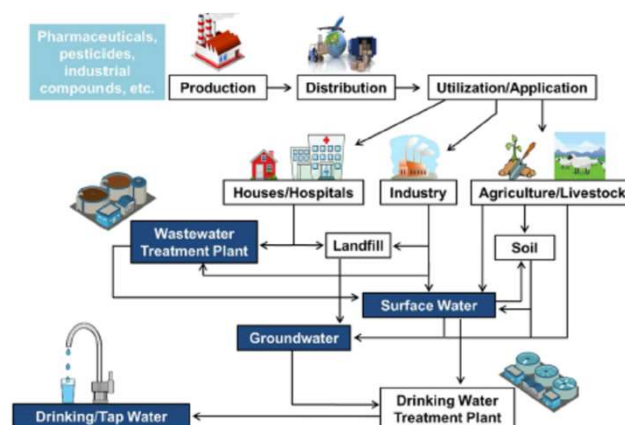 Pharmaceuticals,
pesticides,
industrial
compounds, etc.
Production
Distribution
Utilization/Application
Houses/Hospitals
Industry
Agriculture/Livestock
Wastewater
Treatment Plant
Landfill
Soil
Surface Water
Groundwater
Drinking/Tap Water
Drinking Water
Treatment Plant